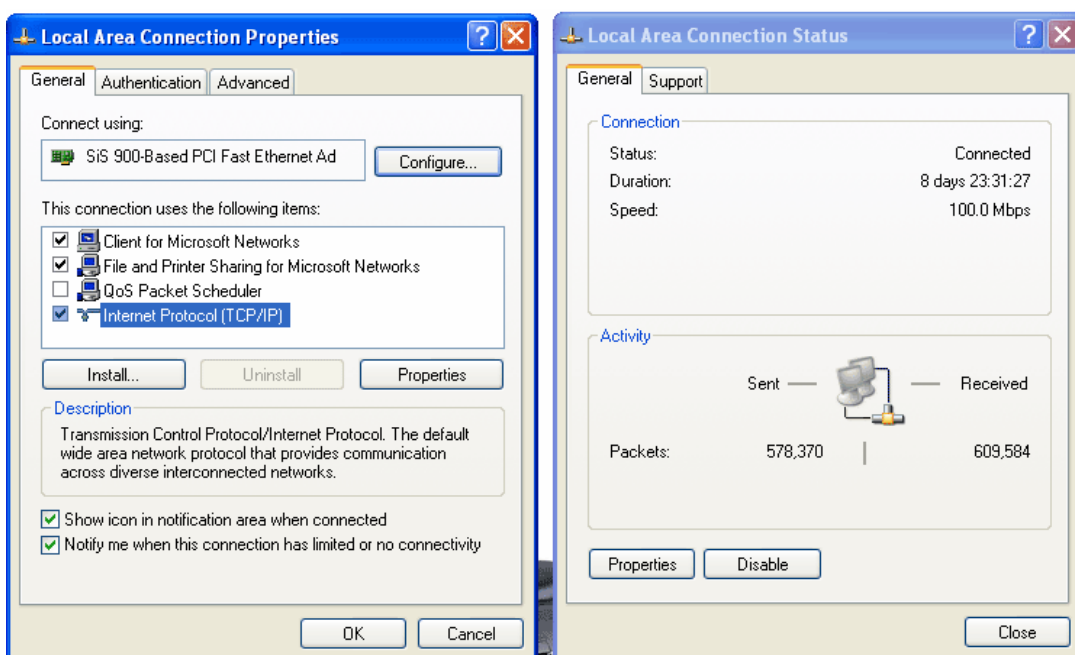 Local Area Connection Properties
General Authentication Advanced
Connect using:
SiS 900-Based PCI Fast Ethernet Ad
Configure...
This connection uses the following items:
Client for Microsoft Networks
File and Printer Sharing for Microsoft Networks
QoS Packet Scheduler
Internet Protocol (TCP/IP)
Install... Uninstall Properties
Description
Transmission Control Protocol/Internet Protocol. The default
wide area network protocol that provides communication
across diverse interconnected networks.
Show icon in notification area when connected
Notify me when this connection has limited or no connectivity
OK Cancel
Local Area Connection Status
General Support
Connection
Status: Connected
Duration: 8 days 23:31:27
Speed: 100.0 Mbps
Activity
Sent — — Received
Packets: 578,370 | 609,584
Properties Disable
Close